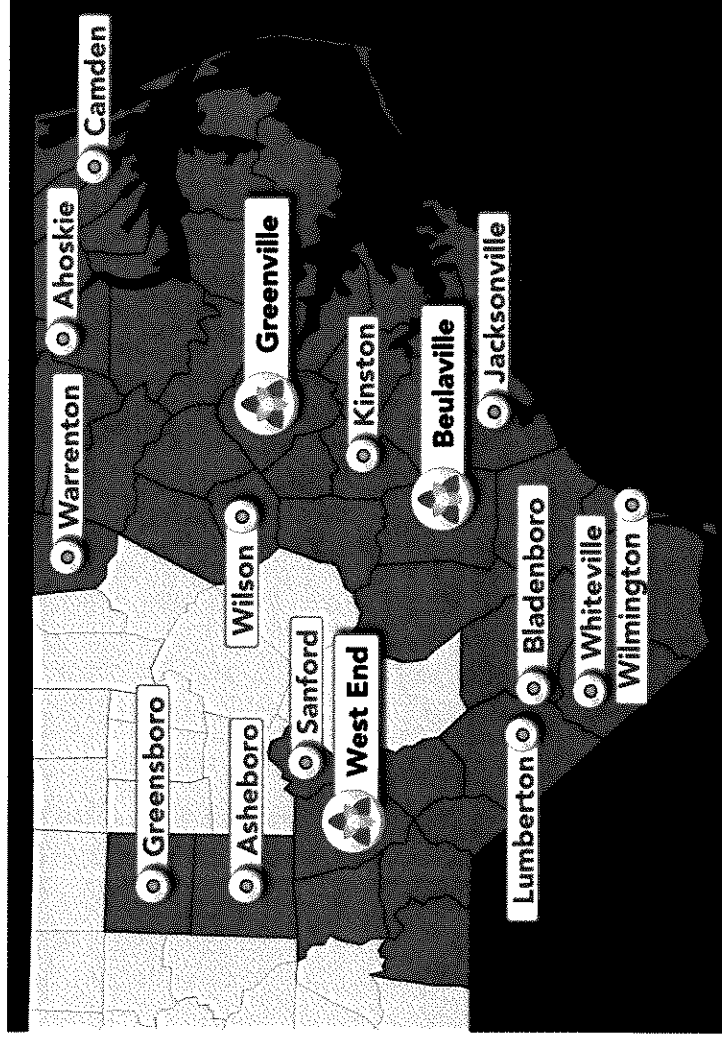 Warrenton
Ahoskie
Camden
Greensboro
Wilson
Greenville
Asheboro
Sanford
Kinston
West End
Beulaville
Jacksonville
Lumberton
Bladenboro
Whiteville
Wilmington